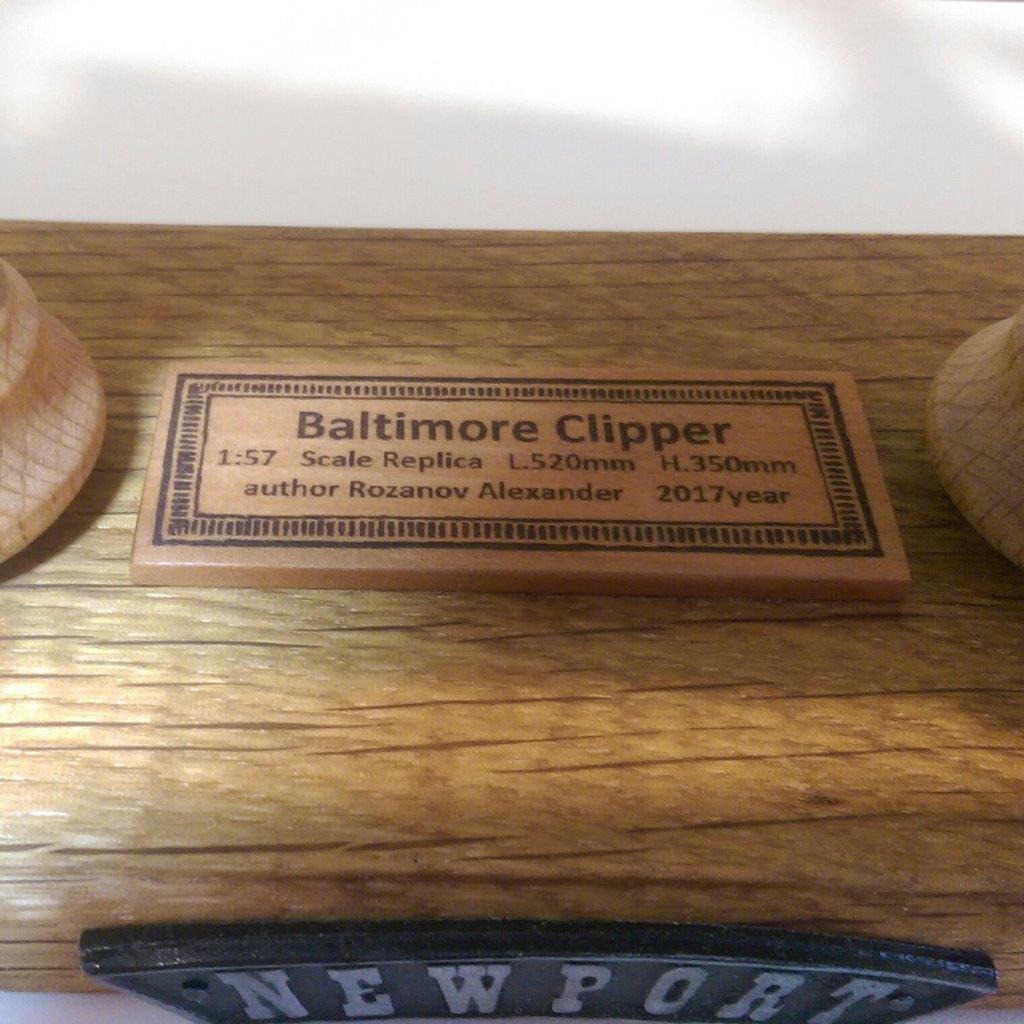 Baltimore Clipper
1:57 Scale Replica L.520mm H.350mm
author Rozanov Alexander 2017year
NEWPORT